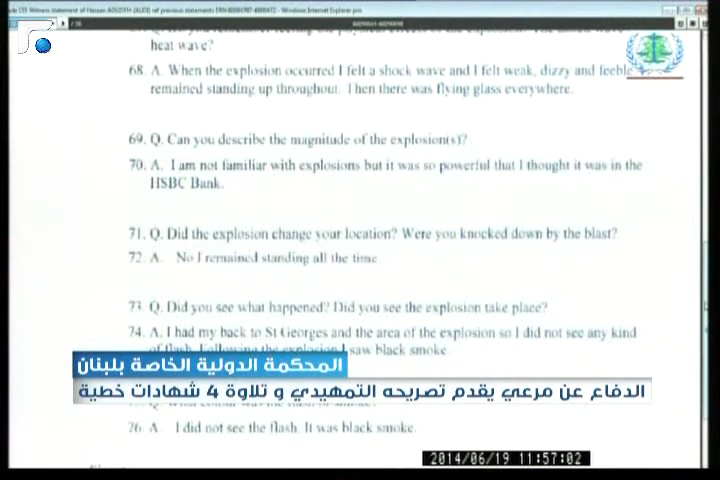 68. A. When the explosion occurred I felt a shock wave and I felt weak, dizzy and feeble
remained standing up throughout. Then there was flying glass everywhere.
69. Q. Can you describe the magnitude of the explosion(s)?
70. A. I am not familiar with explosions but it was so powerful that I thought it was in the
HSBC Bank.
71. Q. Did the explosion change your location? Were you knocked down by the blast?
72. A. No I remained standing all the time
73. Q. Did you see what happened? Did you see the explosion take place?
74. A. I had my back to St Georges and the area of the explosion so I did not see any kind
of flash. Following the explosion I saw black smoke.
المحكمة الدولية الخاصة بلبنان
الدفاع عن مرعي يقدم تصريحه التمهيدي و تلاوة 4 شهادات خطية
76. A. I did not see the flash. It was black smoke.
2014/06/19 11:57:02